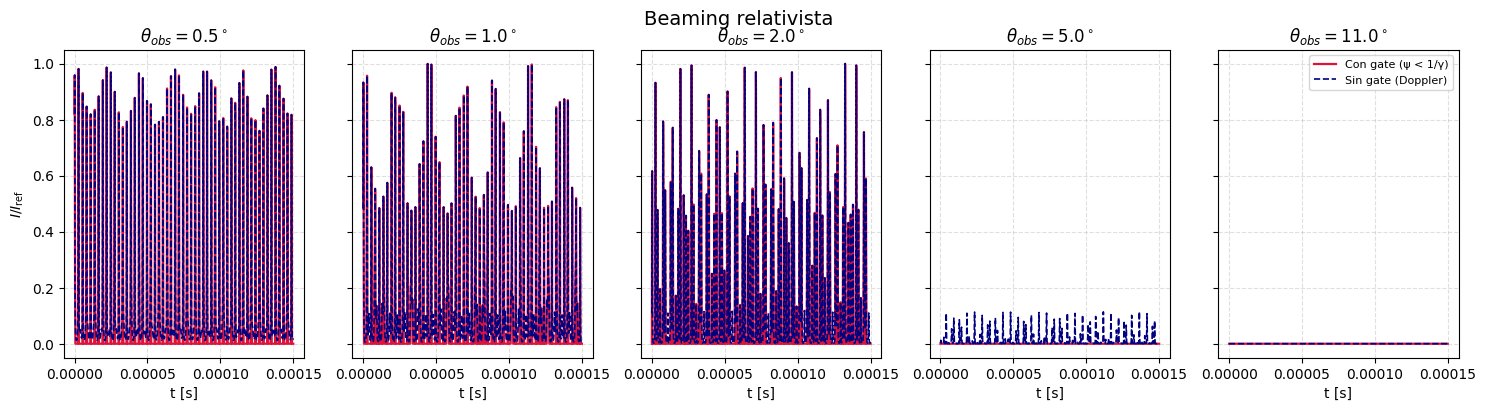 Beaming relativista
θ_obs = 0.5°
θ_obs = 1.0°
θ_obs = 2.0°
θ_obs = 5.0°
θ_obs = 11.0°
Con gate (ψ < 1/γ)
Sin gate (Doppler)
I/I_ref
1.0
0.8
0.6
0.4
0.2
0.0
0.00000 0.00005 0.00010 0.00015
0.00000 0.00005 0.00010 0.00015
0.00000 0.00005 0.00010 0.00015
0.00000 0.00005 0.00010 0.00015
0.00000 0.00005 0.00010 0.00015
t [s]
t [s]
t [s]
t [s]
t [s]